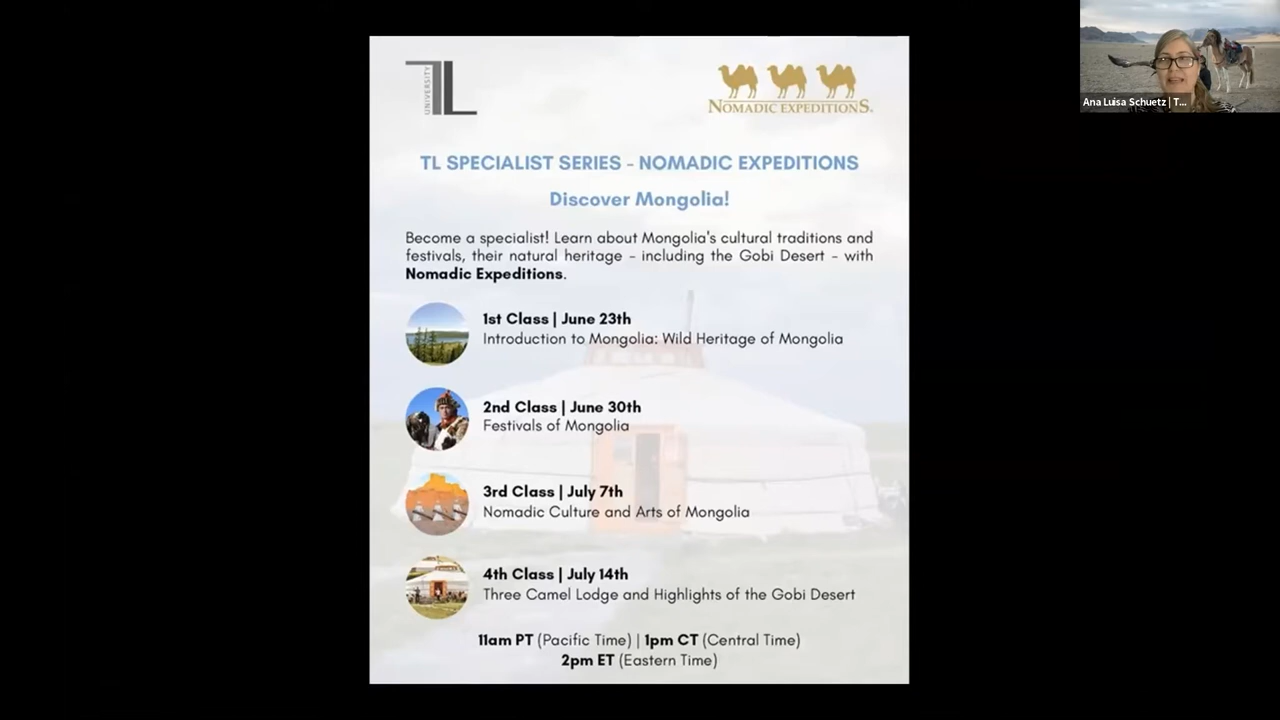 UNIVERSITY
TL
NOMADIC EXPEDITIONS®
Ana Luisa Schuetz | T...
TL SPECIALIST SERIES - NOMADIC EXPEDITIONS
Discover Mongolia!
Become a specialist! Learn about Mongolia's cultural traditions and
festivals, their natural heritage - including the Gobi Desert - with
Nomadic Expeditions.
1st Class | June 23th
Introduction to Mongolia: Wild Heritage of Mongolia
2nd Class | June 30th
Festivals of Mongolia
3rd Class | July 7th
Nomadic Culture and Arts of Mongolia
4th Class | July 14th
Three Camel Lodge and Highlights of the Gobi Desert
11am PT (Pacific Time) | 1pm CT (Central Time)
2pm ET (Eastern Time)